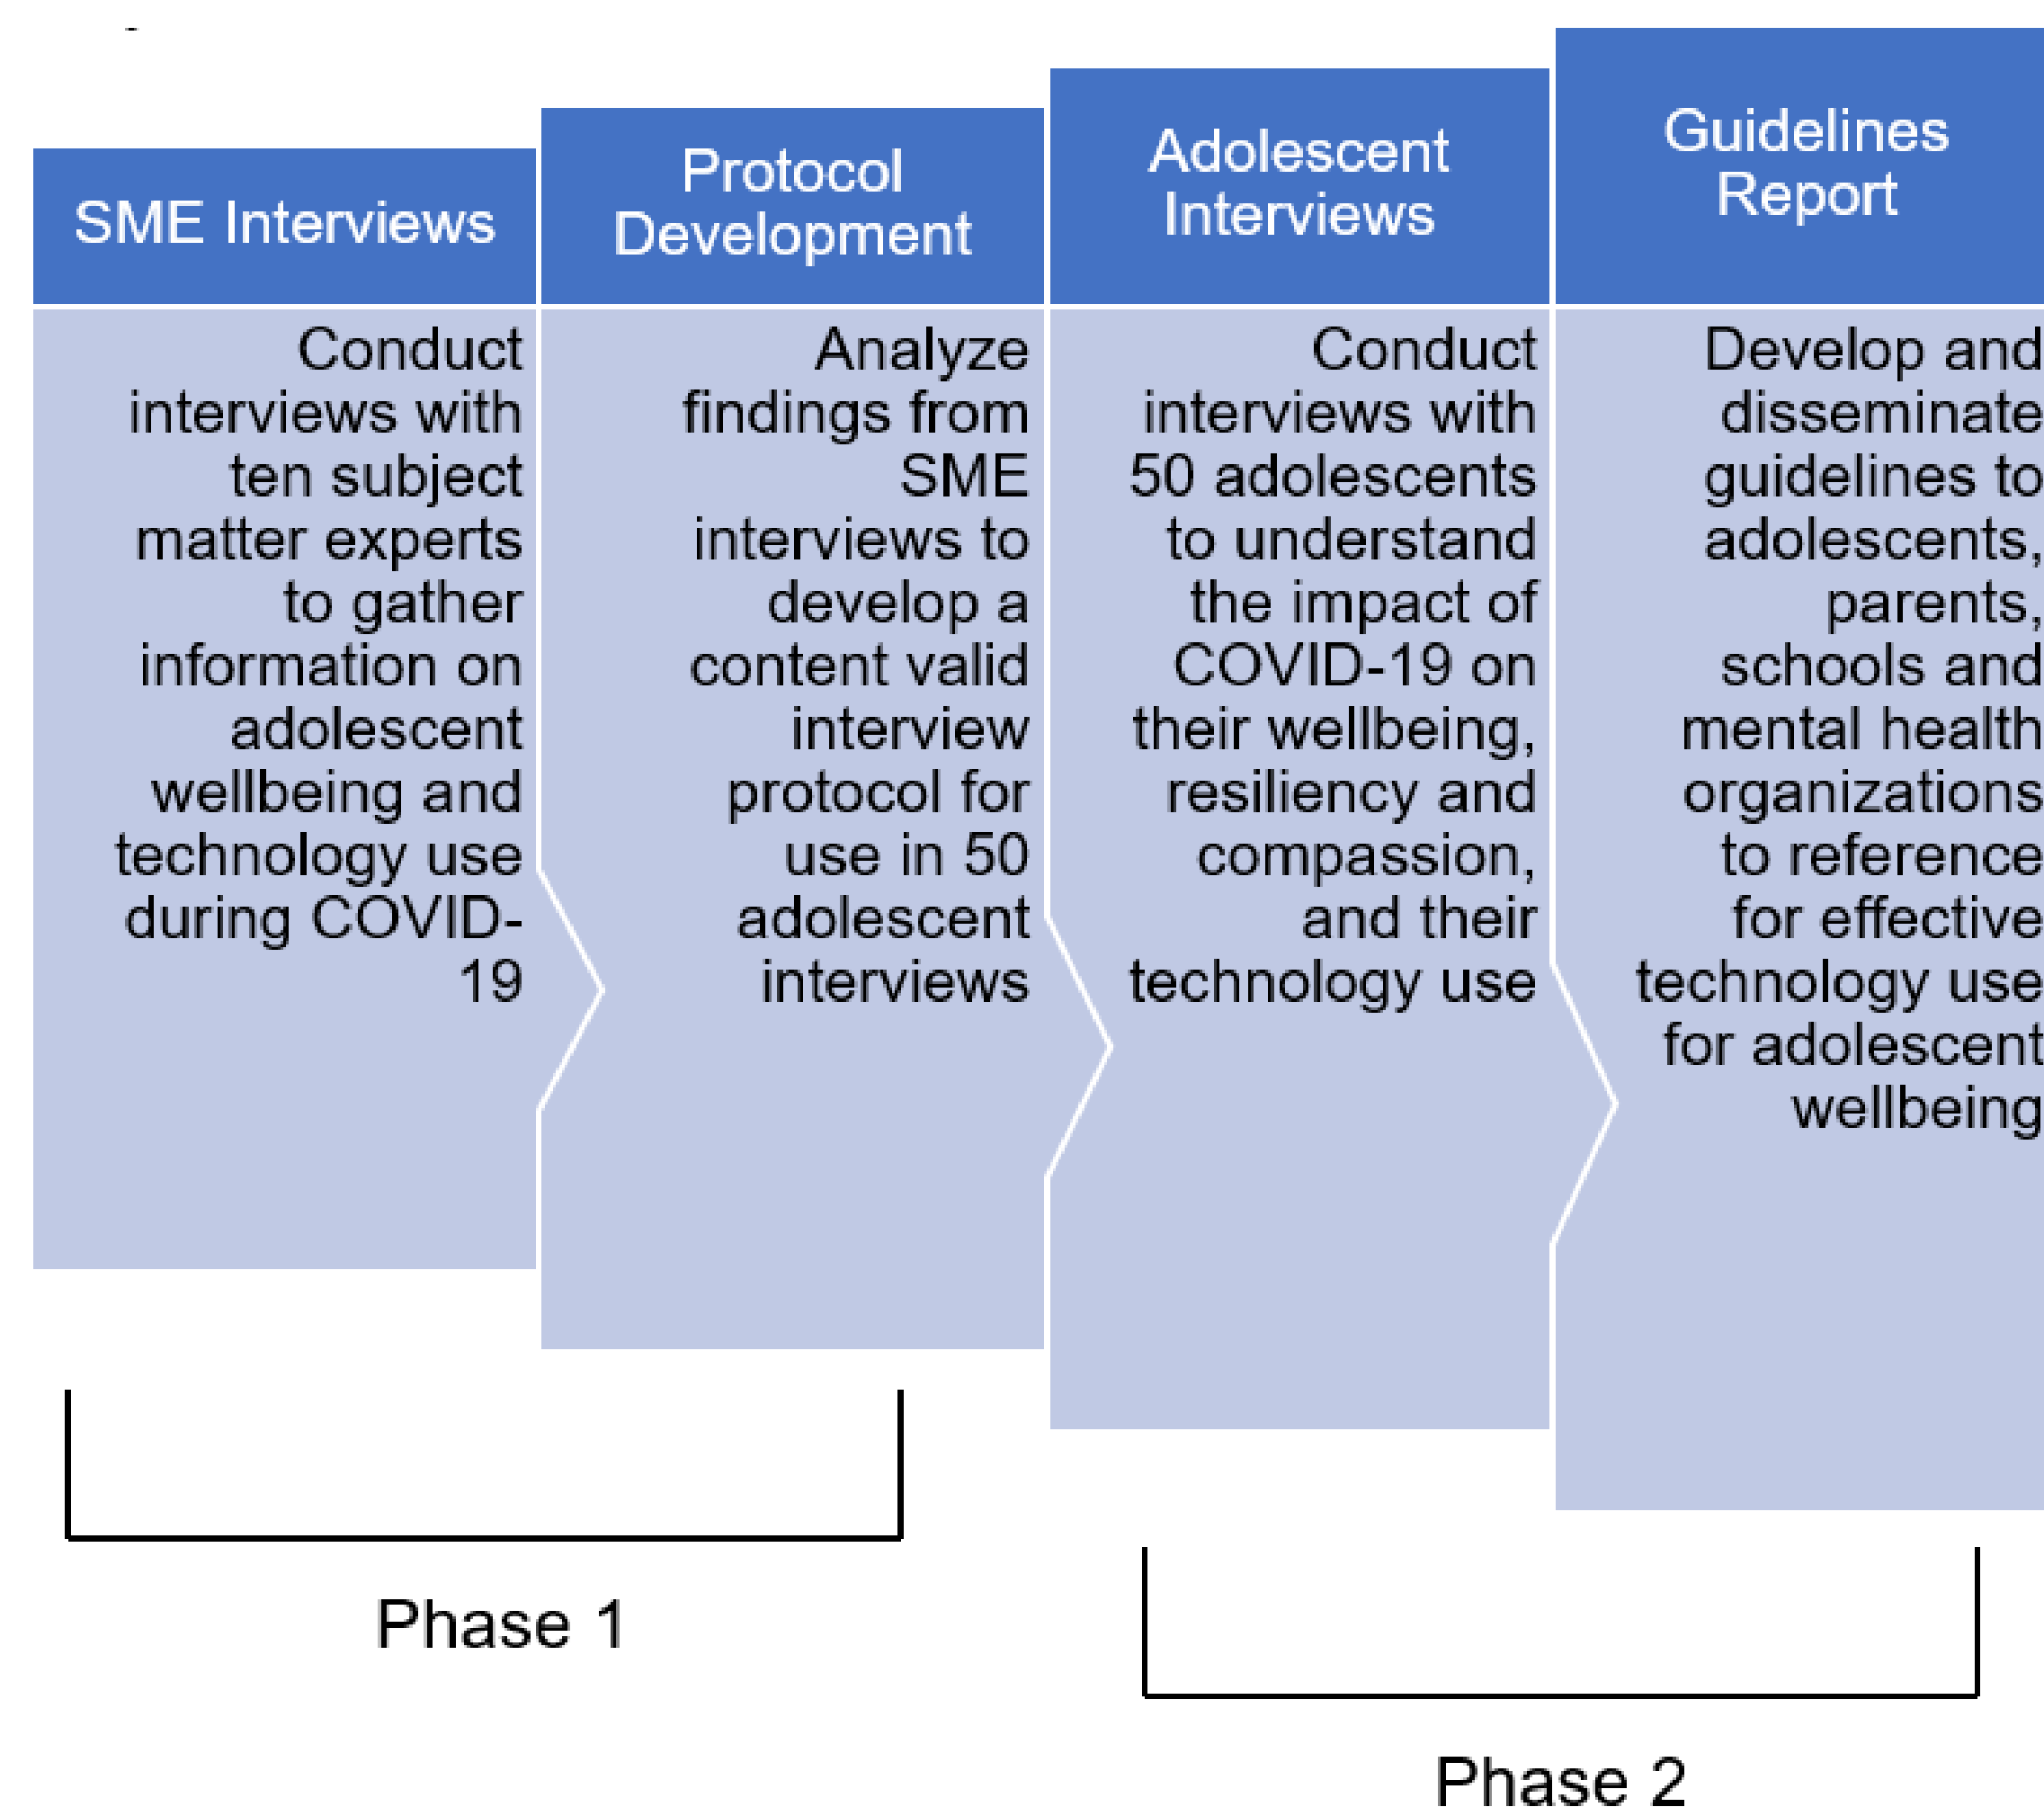 SME Interviews
Conduct
interviews with
ten subject
matter experts
to gather
information on
adolescent
wellbeing and
technology use
during COVID-
19
Protocol
Development
Analyze
findings from
SME
interviews to
develop a
content valid
interview
protocol for
use in 50
adolescent
interviews
Adolescent
Interviews
Conduct
interviews with
50 adolescents
to understand
the impact of
COVID-19 on
their wellbeing,
resiliency and
compassion,
and their
technology use
Guidelines
Report
Develop and
disseminate
guidelines to
adolescents,
parents,
schools and
mental health
organizations
to reference
for effective
technology use
for adolescent
wellbeing
Phase 1
Phase 2